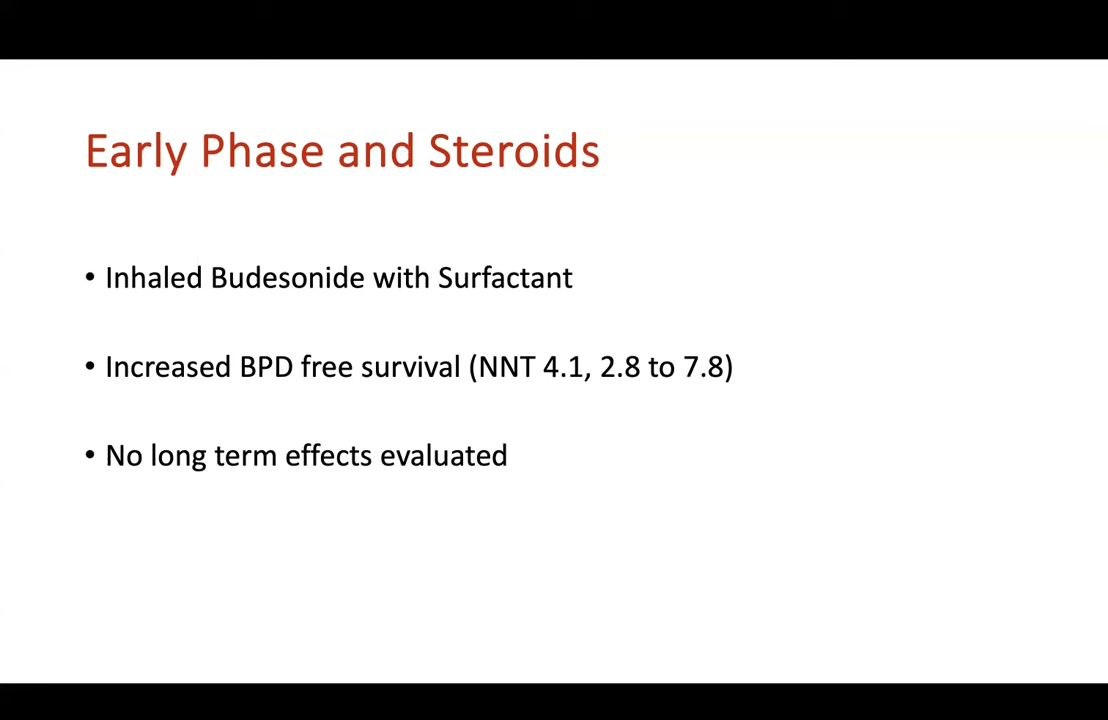 Early Phase and Steroids
• Inhaled Budesonide with Surfactant
• Increased BPD free survival (NNT 4.1, 2.8 to 7.8)
• No long term effects evaluated